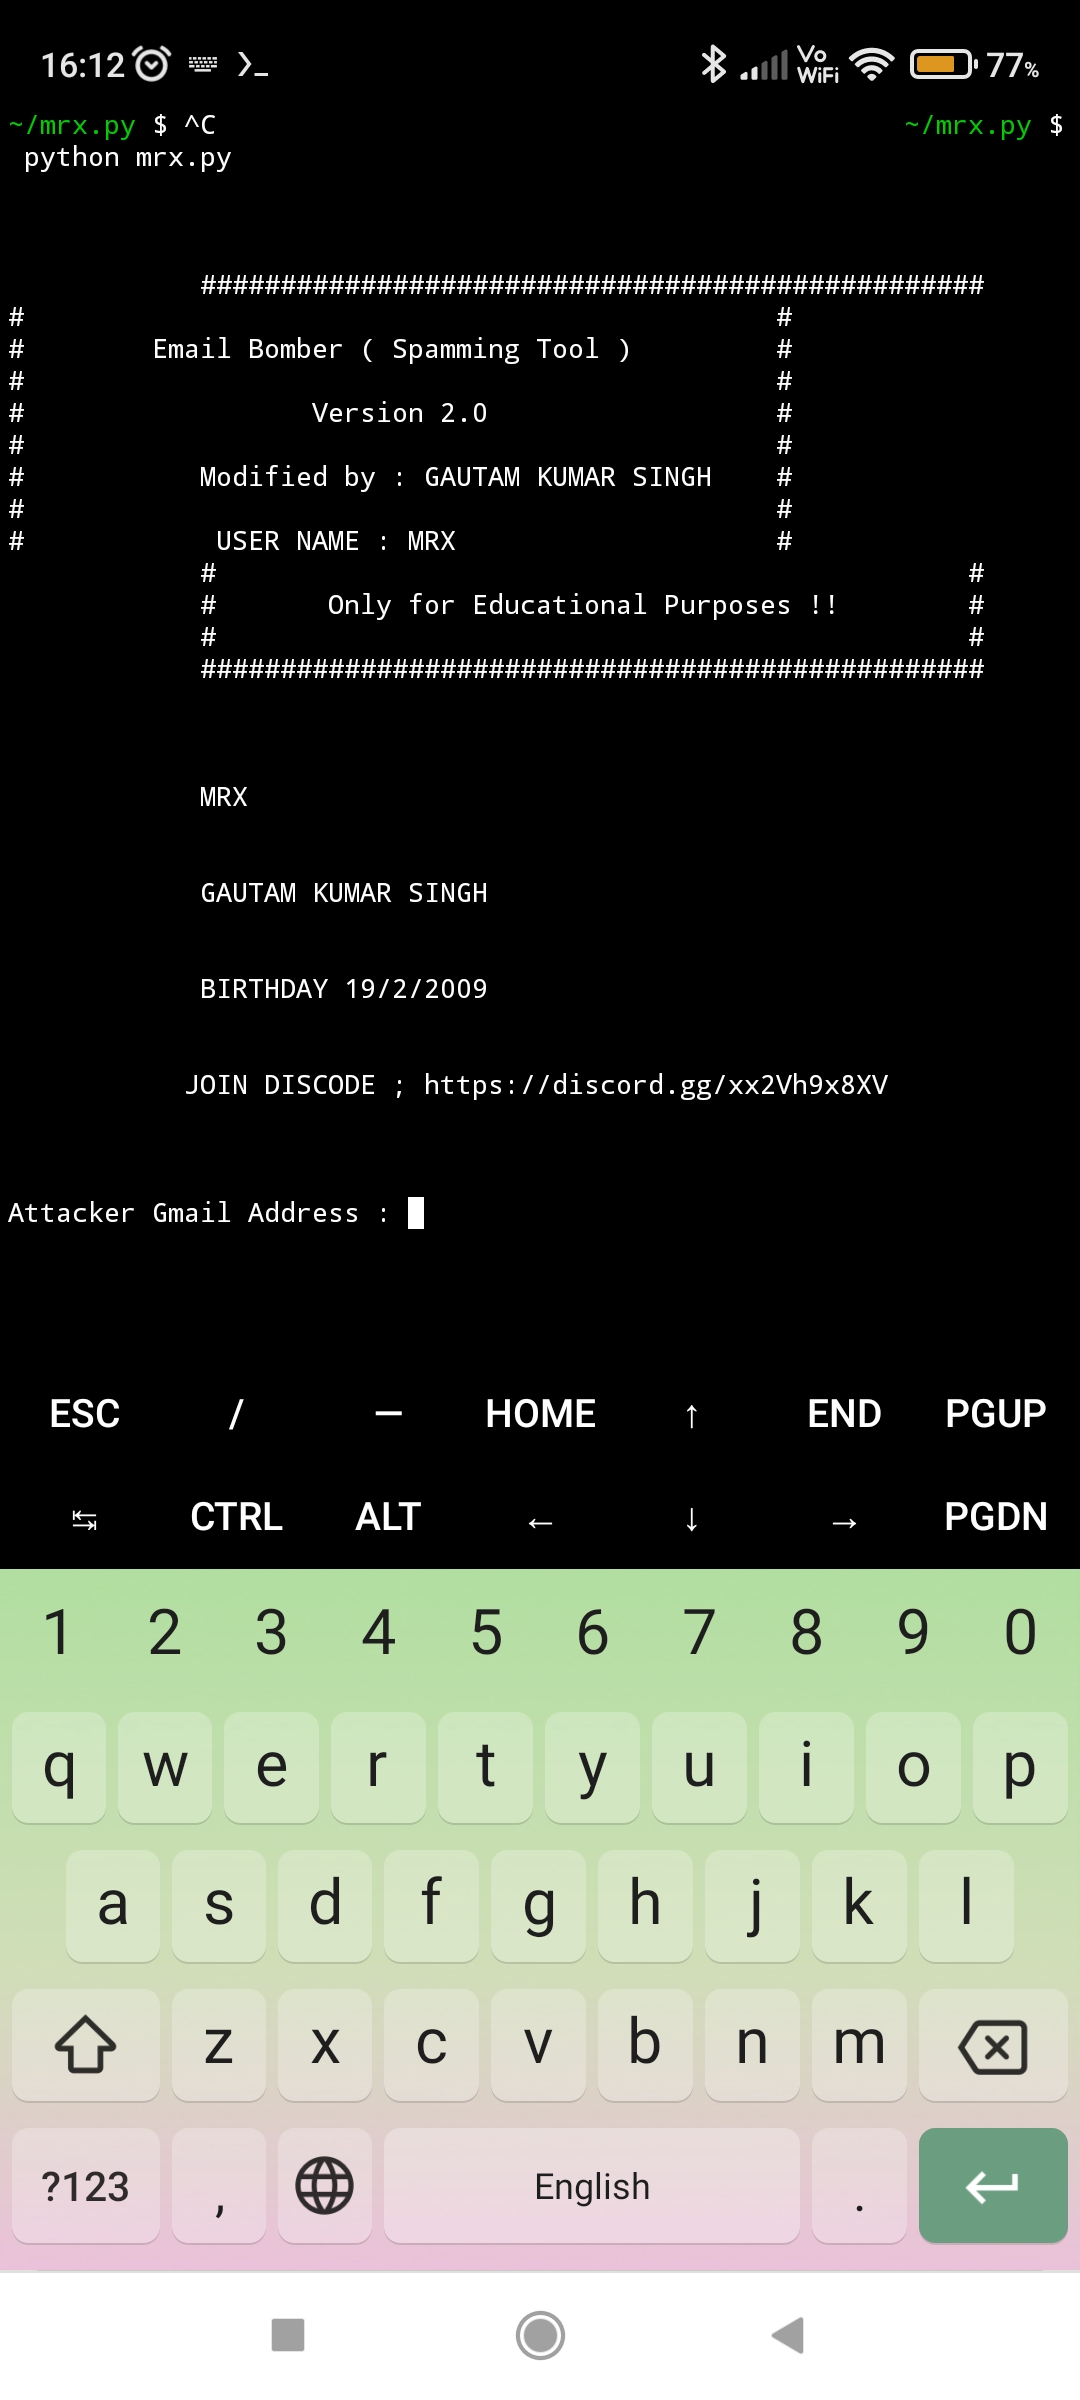 16:12 Vo WiFi 77%
~/mrx.py $ ^C ~/mrx.py $
python mrx.py
#################################################
# #
# Email Bomber ( Spamming Tool ) #
# #
# Version 2.0 #
# #
# Modified by : GAUTAM KUMAR SINGH #
# #
# USER NAME : MRX #
# #
# Only for Educational Purposes !! #
# #
#################################################
MRX
GAUTAM KUMAR SINGH
BIRTHDAY 19/2/2009
JOIN DISCODE ; https://discord.gg/xx2Vh9x8XV
Attacker Gmail Address :
ESC / — HOME ↑ END PGUP
↹ CTRL ALT ← ↓ → PGDN
1 2 3 4 5 6 7 8 9 0
q w e r t y u i o p
a s d f g h j k l
z x c v b n m
?123 , English .